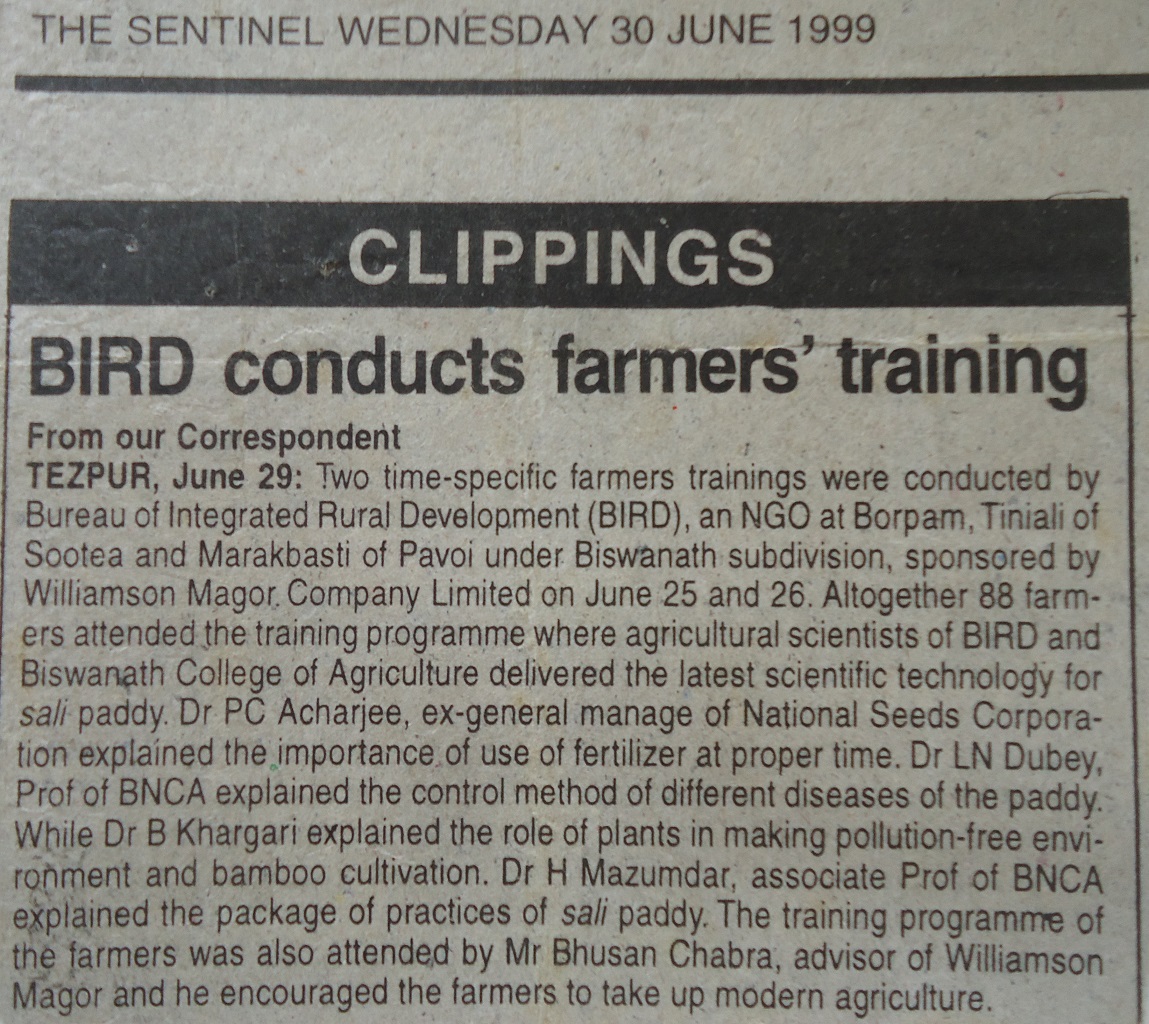 THE SENTINEL WEDNESDAY 30 JUNE 1999
CLIPPINGS
BIRD conducts farmers' training
From our Correspondent
TEZPUR, June 29: Two time-specific farmers trainings were conducted by
Bureau of Integrated Rural Development (BIRD), an NGO at Borpam, Tiniali of
Sootea and Marakbasti of Pavoi under Biswanath subdivision, sponsored by
Williamson Magor Company Limited on June 25 and 26. Altogether 88 farm-
ers attended the training programme where agricultural scientists of BIRD and
Biswanath College of Agriculture delivered the latest scientific technology for
sali paddy. Dr PC Acharjee, ex-general manage of National Seeds Corpora-
tion explained the importance of use of fertilizer at proper time. Dr LN Dubey,
Prof of BNCA explained the control method of different diseases of the paddy.
While Dr B Khargari explained the role of plants in making pollution-free envi-
ronment and bamboo cultivation. Dr H Mazumdar, associate Prof of BNCA
explained the package of practices of sali paddy. The training programme of
the farmers was also attended by Mr Bhusan Chabra, advisor of Williamson
Magor and he encouraged the farmers to take up modern agriculture.